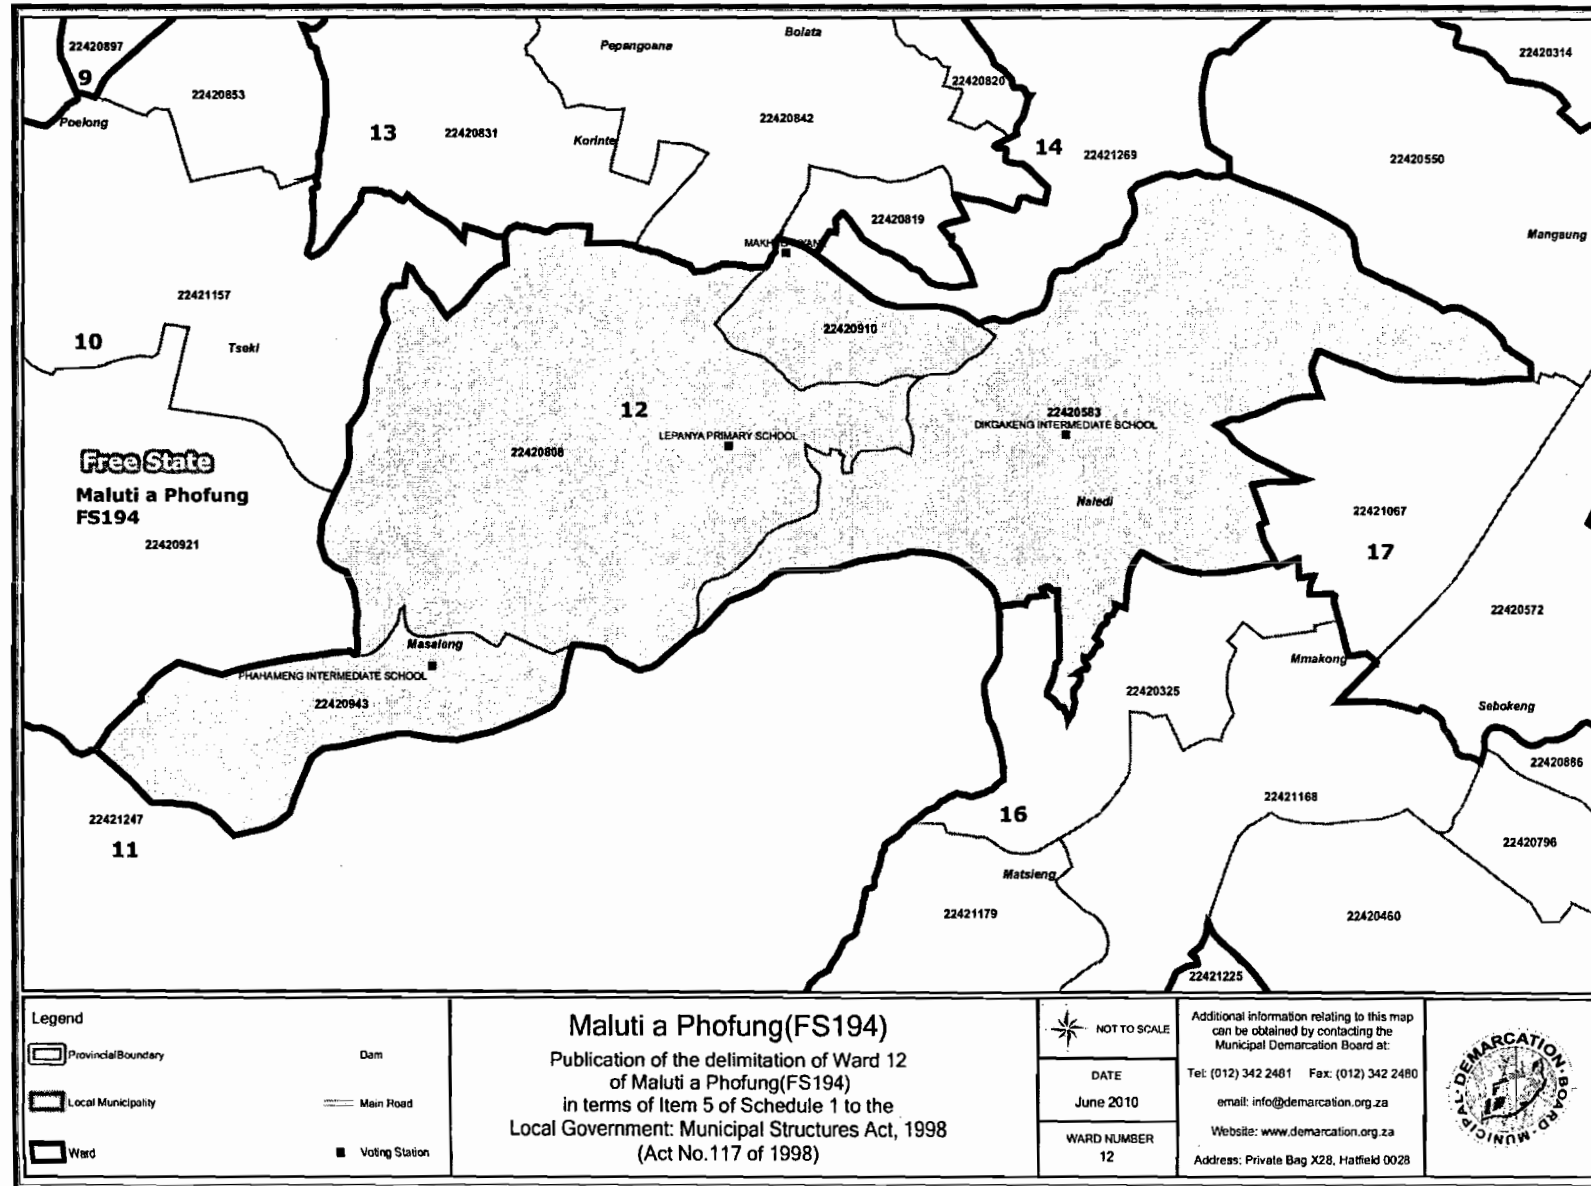 22420897
9
22420853
Poelong
13
22420831
Pepangoana
Korinte
Bolata
22420842
22420820
14
22421269
22420314
22420550
Mangaung
22420819
22421157
10
Tseki
22420910
12
22420808
LEPANYA PRIMARY SCHOOL
22420583
DIKGAKENG INTERMEDIATE SCHOOL
Naledi
Free State
Maluti a Phofung
FS194
22420921
22421067
17
22420572
Masaleng
PHAHAMENG INTERMEDIATE SCHOOL
22420943
Mmakong
22420325
Sebokeng
22420886
22421247
11
16
22421168
22420796
Matsieng
22421179
22420460
22421225
Legend
Provincial Boundary
Dam
Local Municipality
Main Road
Ward
Voting Station
Maluti a Phofung(FS194)
Publication of the delimitation of Ward 12
of Maluti a Phofung(FS194)
in terms of Item 5 of Schedule 1 to the
Local Government: Municipal Structures Act, 1998
(Act No.117 of 1998)
NOT TO SCALE
DATE
June 2010
WARD NUMBER
12
Additional information relating to this map
can be obtained by contacting the
Municipal Demarcation Board at:
Tel: (012) 342 2481 Fax: (012) 342 2480
email: info@demarcation.org.za
Website: www.demarcation.org.za
Address: Private Bag X28, Hatfield 0028
MUNICIPAL DEMARCATION BOARD